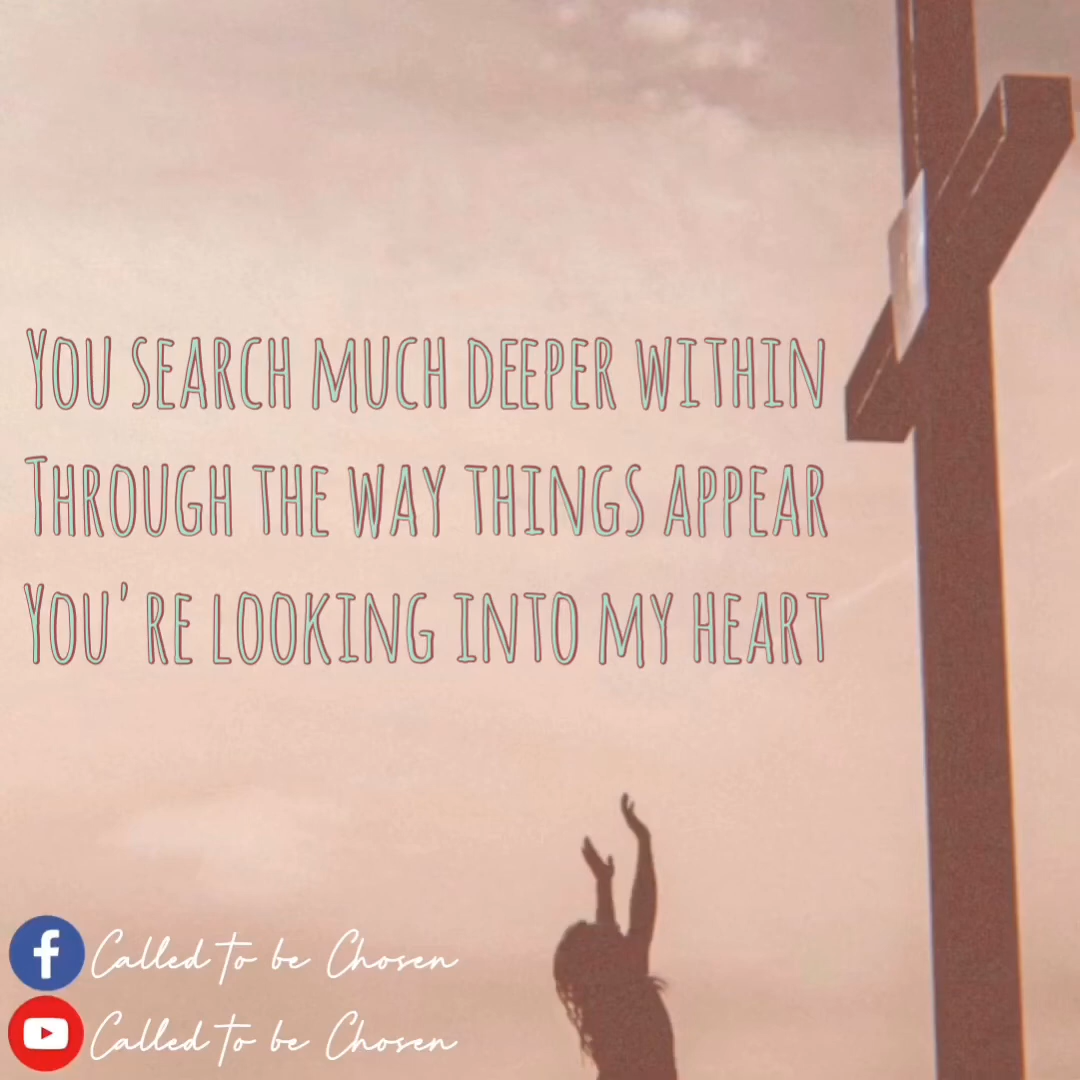 You search much deeper within
Through the way things appear
You're looking into my heart
Called to be Chosen
Called to be Chosen